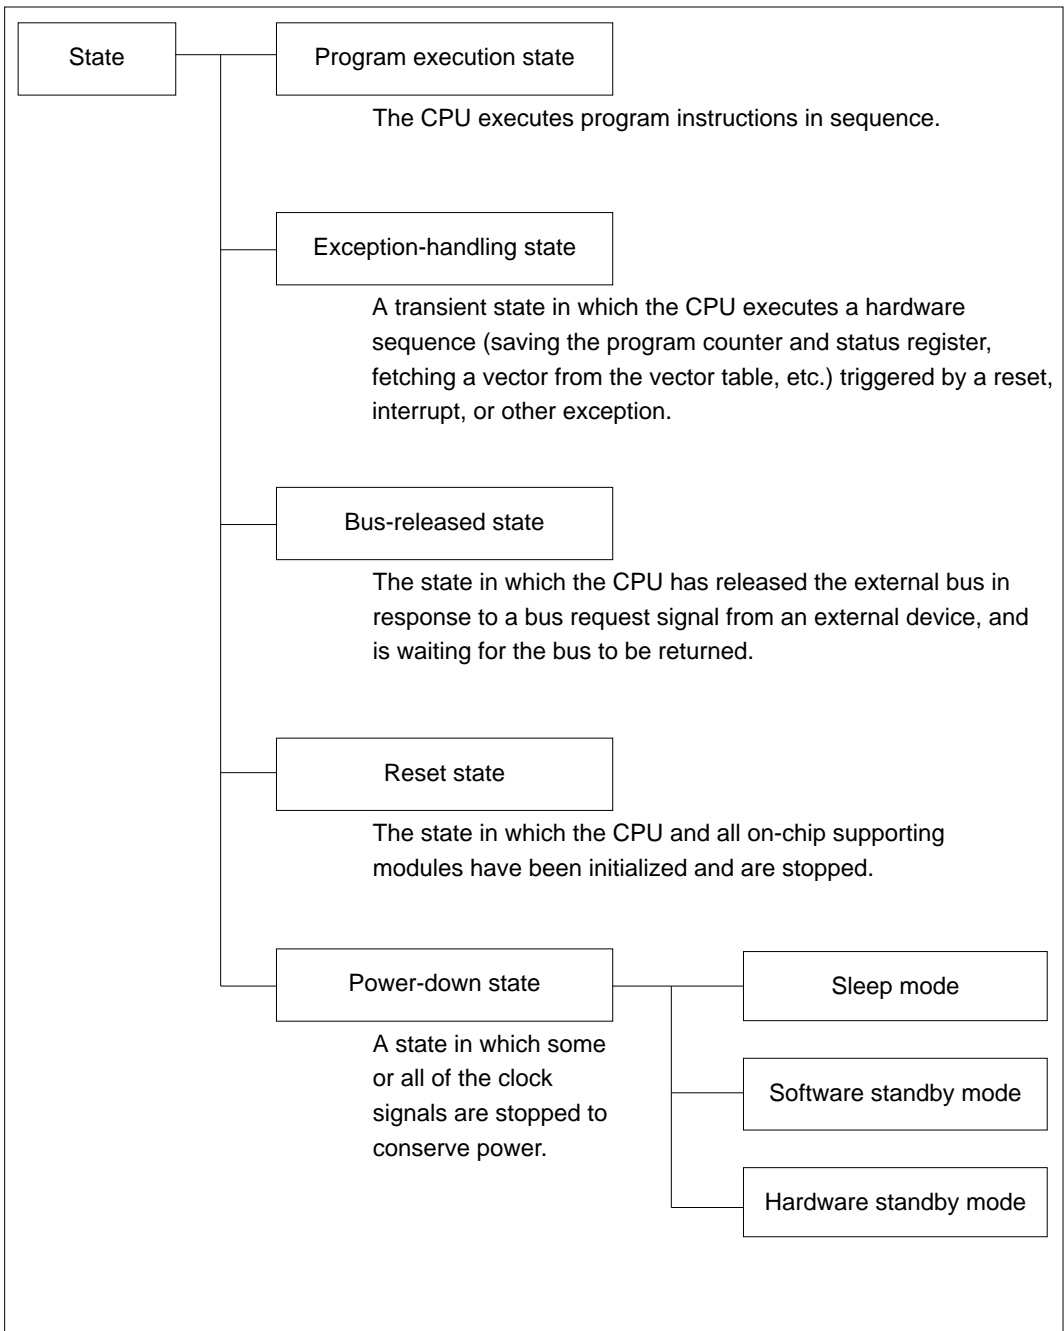 State
Program execution state
The CPU executes program instructions in sequence.
Exception-handling state
A transient state in which the CPU executes a hardware
sequence (saving the program counter and status register,
fetching a vector from the vector table, etc.) triggered by a reset,
interrupt, or other exception.
Bus-released state
The state in which the CPU has released the external bus in
response to a bus request signal from an external device, and
is waiting for the bus to be returned.
Reset state
The state in which the CPU and all on-chip supporting
modules have been initialized and are stopped.
Power-down state
A state in which some
or all of the clock
signals are stopped to
conserve power.
Sleep mode
Software standby mode
Hardware standby mode